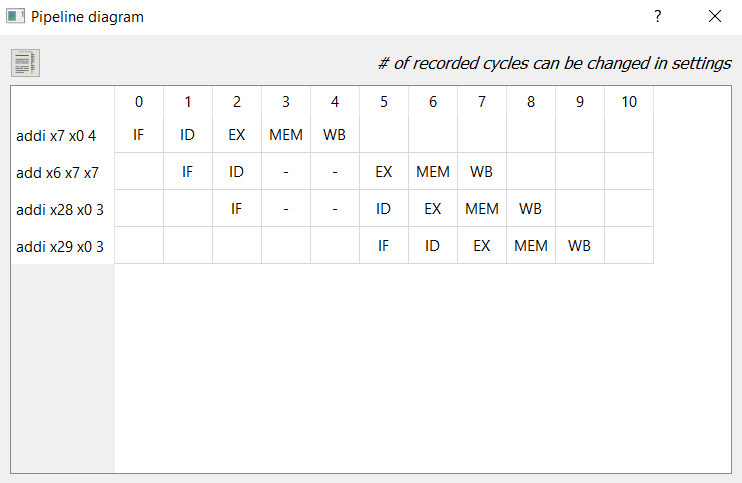 Pipeline diagram ?
# of recorded cycles can be changed in settings
0 1 2 3 4 5 6 7 8 9 10
addi x7 x0 4 IF ID EX MEM WB
add x6 x7 x7 IF ID - - EX MEM WB
addi x28 x0 3 IF - - ID EX MEM WB
addi x29 x0 3 IF ID EX MEM WB